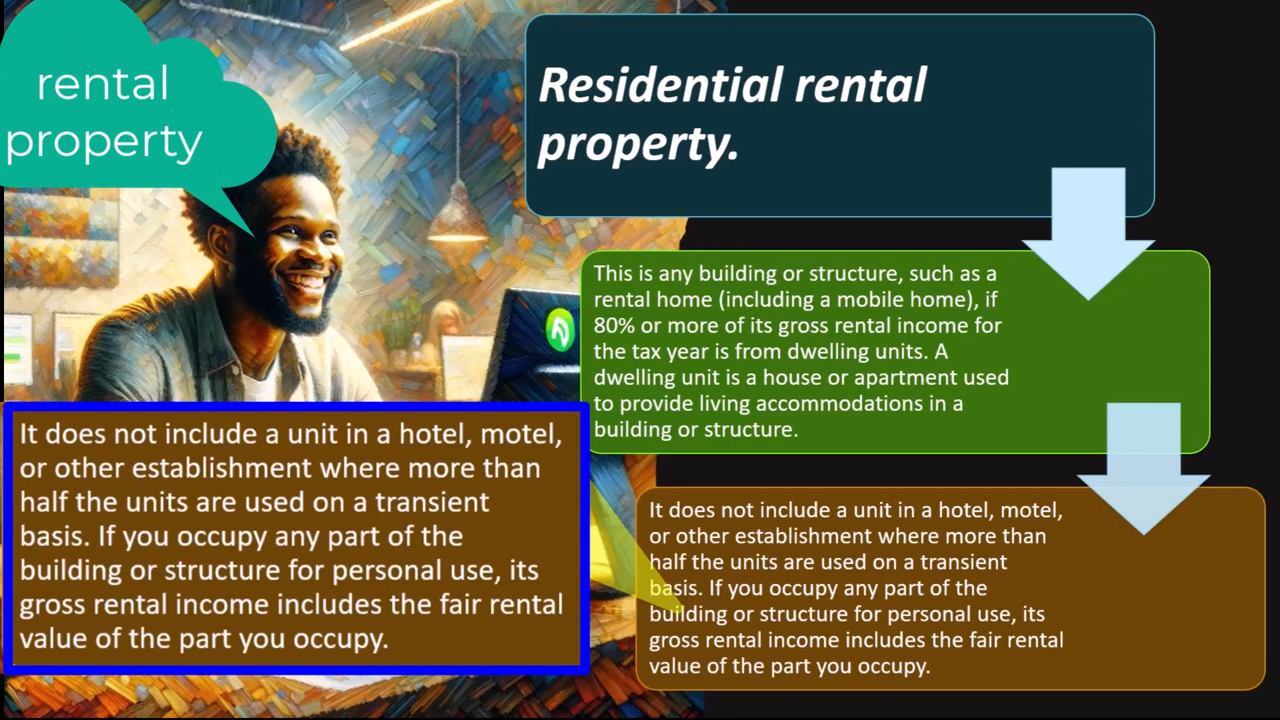 rental
property
Residential rental
property.
This is any building or structure, such as a
rental home (including a mobile home), if
80% or more of its gross rental income for
the tax year is from dwelling units. A
dwelling unit is a house or apartment used
to provide living accommodations in a
building or structure.
It does not include a unit in a hotel, motel,
or other establishment where more than
half the units are used on a transient
basis. If you occupy any part of the
building or structure for personal use, its
gross rental income includes the fair rental
value of the part you occupy.
It does not include a unit in a hotel, motel,
or other establishment where more than
half the units are used on a transient
basis. If you occupy any part of the
building or structure for personal use, its
gross rental income includes the fair rental
value of the part you occupy.